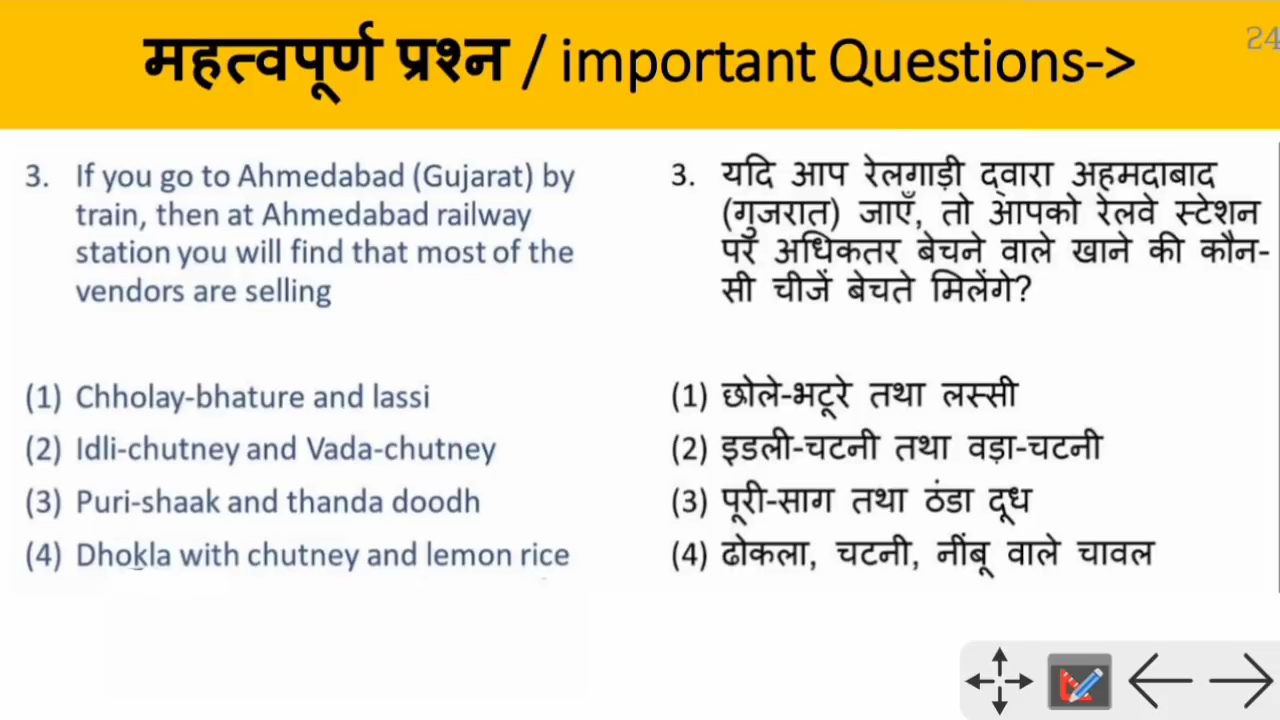 महत्वपूर्ण प्रश्न / important Questions->
24
3. If you go to Ahmedabad (Gujarat) by
train, then at Ahmedabad railway
station you will find that most of the
vendors are selling
(1) Chholay-bhature and lassi
(2) Idli-chutney and Vada-chutney
(3) Puri-shaak and thanda doodh
(4) Dhokla with chutney and lemon rice
3. यदि आप रेलगाड़ी द्वारा अहमदाबाद
(गुजरात) जाएँ, तो आपको रेलवे स्टेशन
पर अधिकतर बेचने वाले खाने की कौन-
सी चीजें बेचते मिलेंगे?
(1) छोले-भटूरे तथा लस्सी
(2) इडली-चटनी तथा वड़ा-चटनी
(3) पूरी-साग तथा ठंडा दूध
(4) ढोकला, चटनी, नींबू वाले चावल